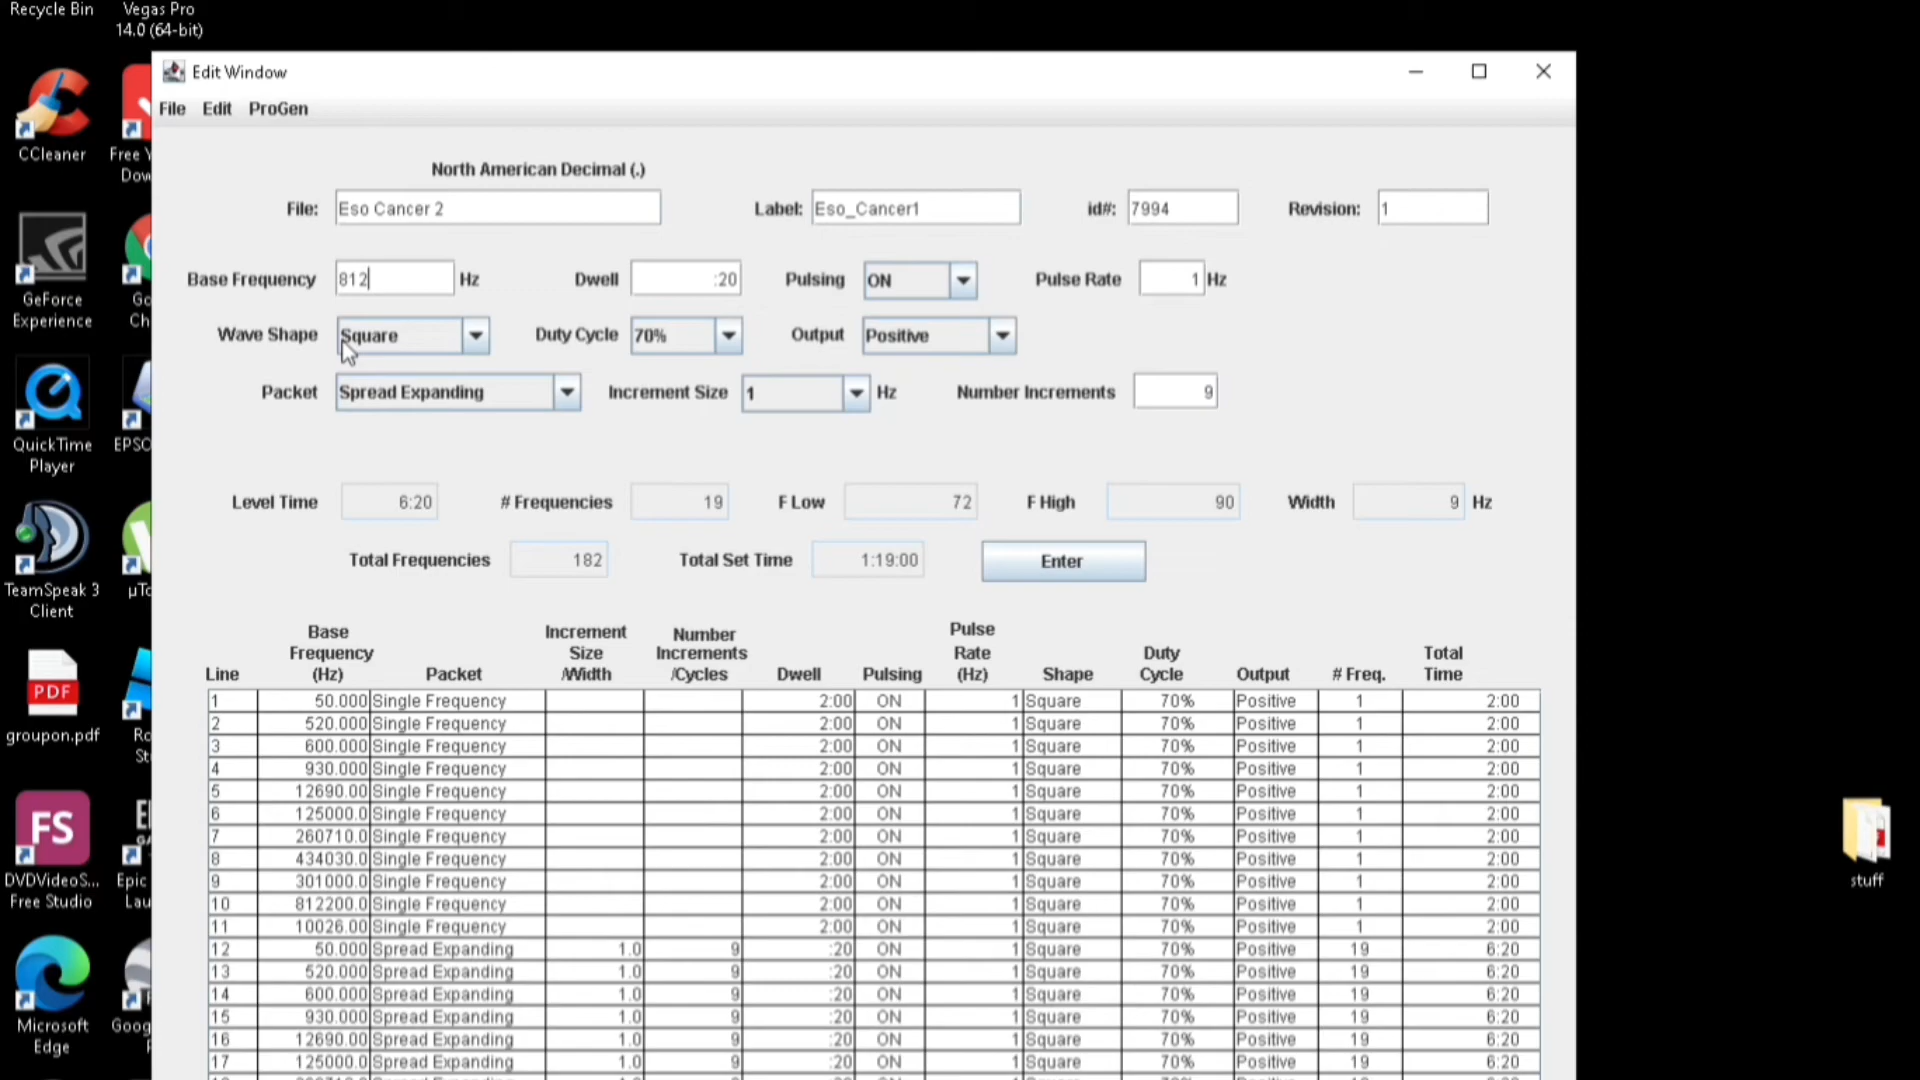 Recycle Bin
Vegas Pro
14.0 (64-bit)
Edit Window
File Edit ProGen
CCleaner
Free
North American Decimal (.)
File: Eso Cancer 2 Label: Eso_Cancer1 id#: 7994 Revision: 1
GeForce
Experience
Base Frequency 812 Hz Dwell :20 Pulsing ON Pulse Rate 1 Hz
Wave Shape Square Duty Cycle 70% Output Positive
Packet Spread Expanding Increment Size 1 Hz Number Increments 9
QuickTime
Player
Level Time 6:20 # Frequencies 19 F Low 72 F High 90 Width 9 Hz
Total Frequencies 182 Total Set Time 1:19:00 Enter
TeamSpeak 3
Client
Line Base Frequency (Hz) Packet Increment Size /Width Number Increments /Cycles Dwell Pulsing Pulse Rate (Hz) Shape Duty Cycle Output # Freq. Total Time
1 50.000 Single Frequency 2:00 ON 1 Square 70% Positive 1 2:00
2 520.000 Single Frequency 2:00 ON 1 Square 70% Positive 1 2:00
3 600.000 Single Frequency 2:00 ON 1 Square 70% Positive 1 2:00
4 930.000 Single Frequency 2:00 ON 1 Square 70% Positive 1 2:00
5 12690.00 Single Frequency 2:00 ON 1 Square 70% Positive 1 2:00
6 125000.0 Single Frequency 2:00 ON 1 Square 70% Positive 1 2:00
7 260710.0 Single Frequency 2:00 ON 1 Square 70% Positive 1 2:00
8 434030.0 Single Frequency 2:00 ON 1 Square 70% Positive 1 2:00
9 301000.0 Single Frequency 2:00 ON 1 Square 70% Positive 1 2:00
10 812200.0 Single Frequency 2:00 ON 1 Square 70% Positive 1 2:00
11 10026.00 Single Frequency 2:00 ON 1 Square 70% Positive 1 2:00
12 50.000 Spread Expanding 1.0 9 :20 ON 1 Square 70% Positive 19 6:20
13 520.000 Spread Expanding 1.0 9 :20 ON 1 Square 70% Positive 19 6:20
14 600.000 Spread Expanding 1.0 9 :20 ON 1 Square 70% Positive 19 6:20
15 930.000 Spread Expanding 1.0 9 :20 ON 1 Square 70% Positive 19 6:20
16 12690.00 Spread Expanding 1.0 9 :20 ON 1 Square 70% Positive 19 6:20
17 125000.0 Spread Expanding 1.0 9 :20 ON 1 Square 70% Positive 19 6:20
PDF
groupon.pdf
FS
DVDVideoS...
Free Studio
Epic
Microsoft
Edge
stuff